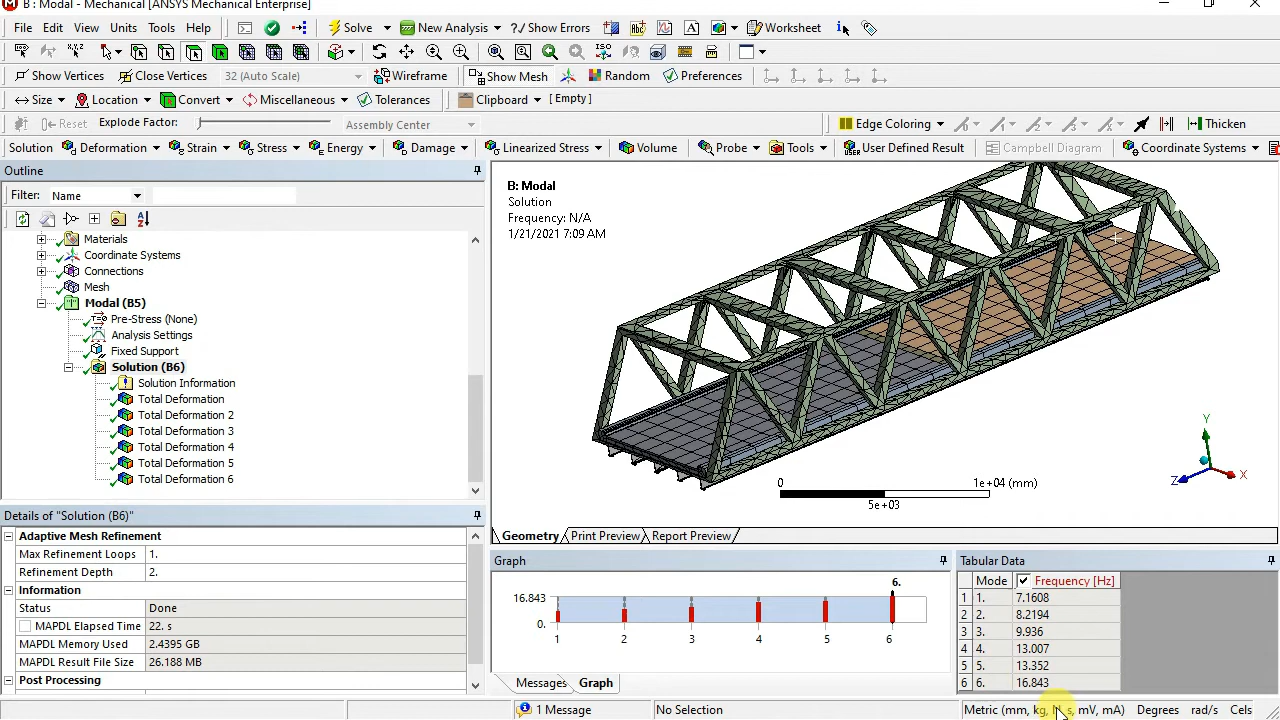 B : Modal - Mechanical [ANSYS Mechanical Enterprise]
File Edit View Units Tools Help Solve New Analysis Show Errors Worksheet
Show Vertices Close Vertices 32 (Auto Scale) Wireframe Show Mesh Random Preferences
Size Location Convert Miscellaneous Tolerances Clipboard [ Empty]
Reset Explode Factor: Assembly Center Edge Coloring Thicken
Solution Deformation Strain Stress Energy Damage Linearized Stress Volume Probe Tools User Defined Result Campbell Diagram Coordinate Systems
Outline
Filter: Name
Materials
Coordinate Systems
Connections
Mesh
Modal (B5)
Pre-Stress (None)
Analysis Settings
Fixed Support
Solution (B6)
Solution Information
Total Deformation
Total Deformation 2
Total Deformation 3
Total Deformation 4
Total Deformation 5
Total Deformation 6
B: Modal
Solution
Frequency: N/A
1/21/2021 7:09 AM
0 1e+04 (mm)
5e+03
Y
Z X
Geometry Print Preview Report Preview
Details of "Solution (B6)"
Adaptive Mesh Refinement
Max Refinement Loops 1.
Refinement Depth 2.
Information
Status Done
MAPDL Elapsed Time 22. s
MAPDL Memory Used 2.4395 GB
MAPDL Result File Size 26.188 MB
Post Processing
Graph
6.
16.843
0.
1 2 3 4 5 6
Messages Graph
Tabular Data
Mode Frequency [Hz]
1 1. 7.1608
2 2. 8.2194
3 3. 9.936
4 4. 13.007
5 5. 13.352
6 6. 16.843
1 Message No Selection Metric (mm, kg, s, mV, mA) Degrees rad/s Cels